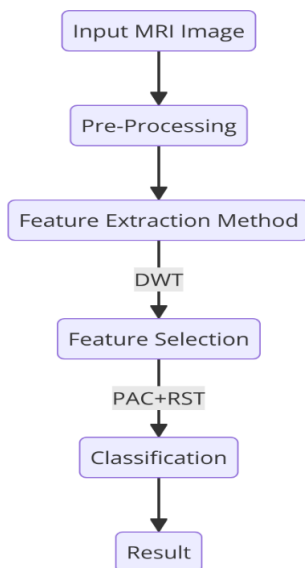 Input MRI Image
Pre-Processing
Feature Extraction Method
DWT
Feature Selection
PAC+RST
Classification
Result